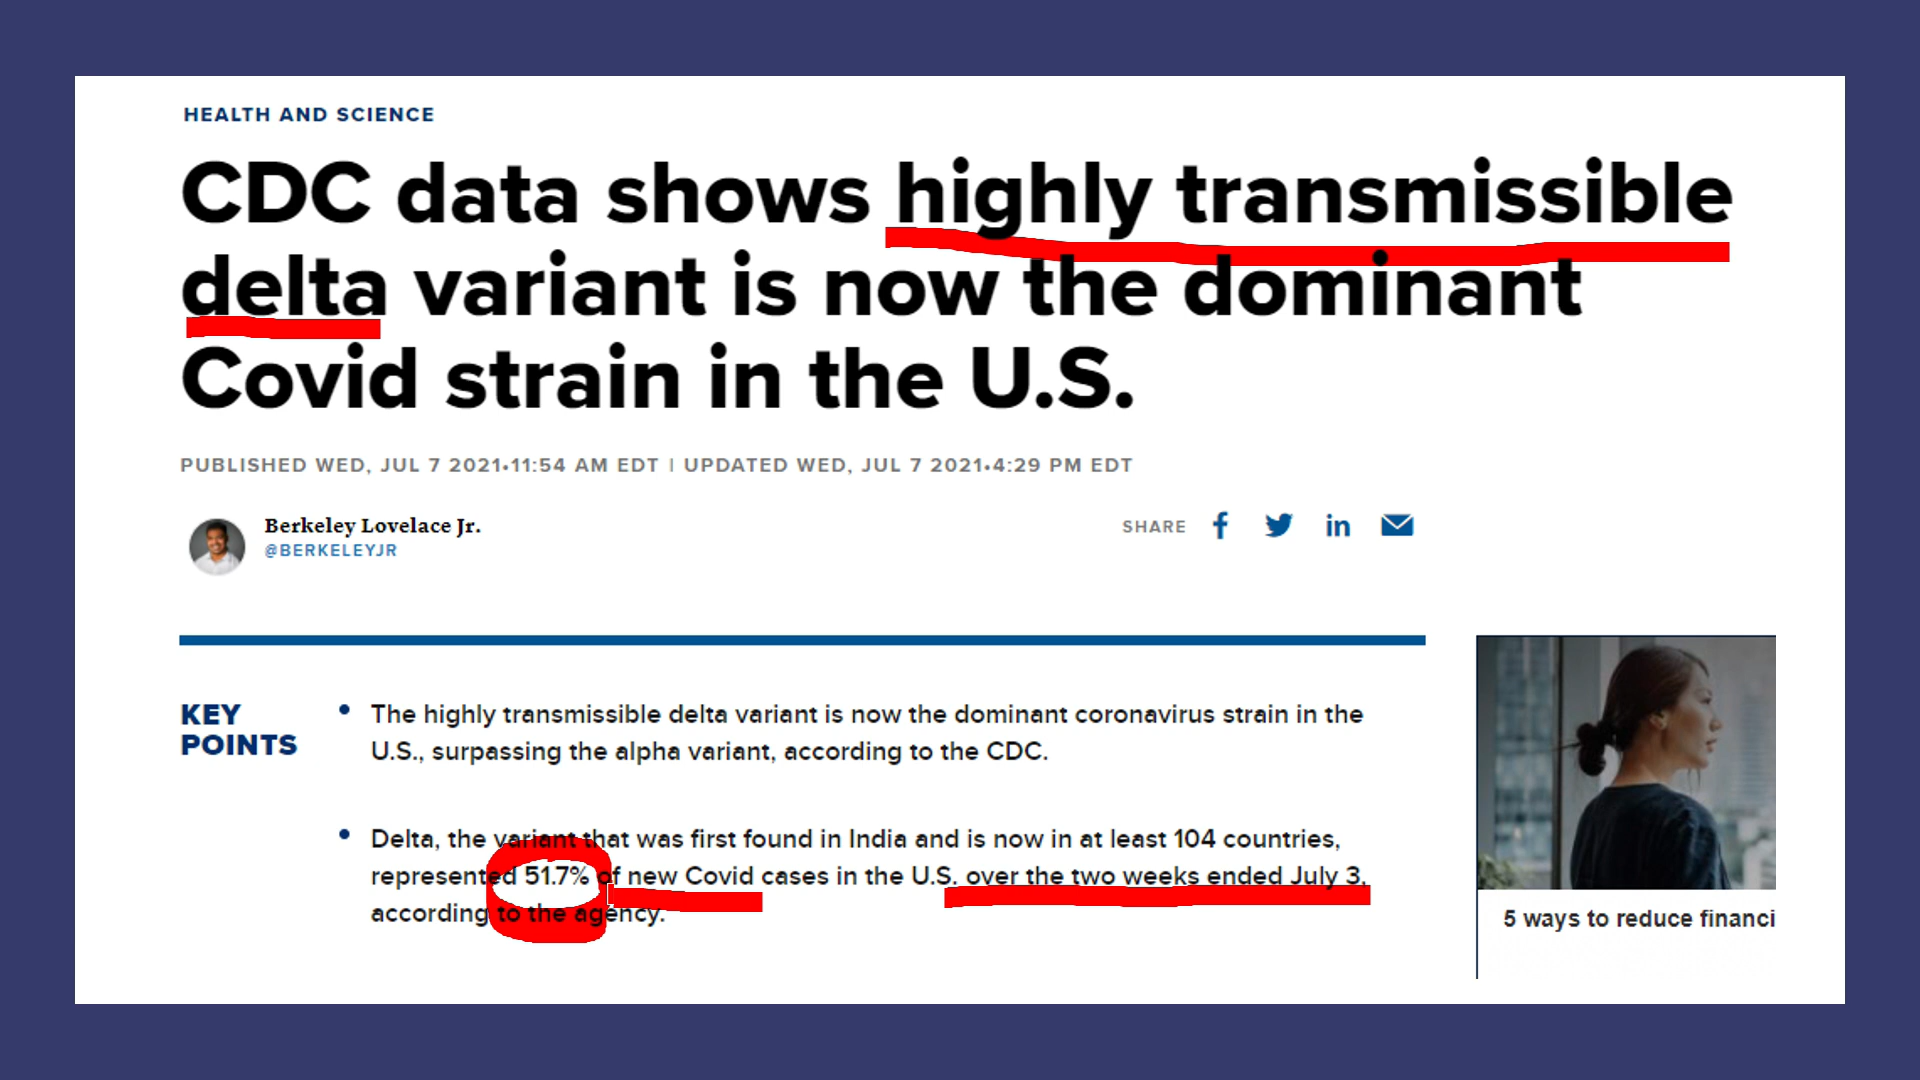 HEALTH AND SCIENCE
CDC data shows highly transmissible
delta variant is now the dominant
Covid strain in the U.S.
PUBLISHED WED, JUL 7 2021•11:54 AM EDT | UPDATED WED, JUL 7 2021•4:29 PM EDT
Berkeley Lovelace Jr.
@BERKELEYJR
SHARE
KEY
POINTS
• The highly transmissible delta variant is now the dominant coronavirus strain in the
U.S., surpassing the alpha variant, according to the CDC.
• Delta, the variant that was first found in India and is now in at least 104 countries,
represented 51.7% of new Covid cases in the U.S. over the two weeks ended July 3,
according to the agency.
5 ways to reduce financi